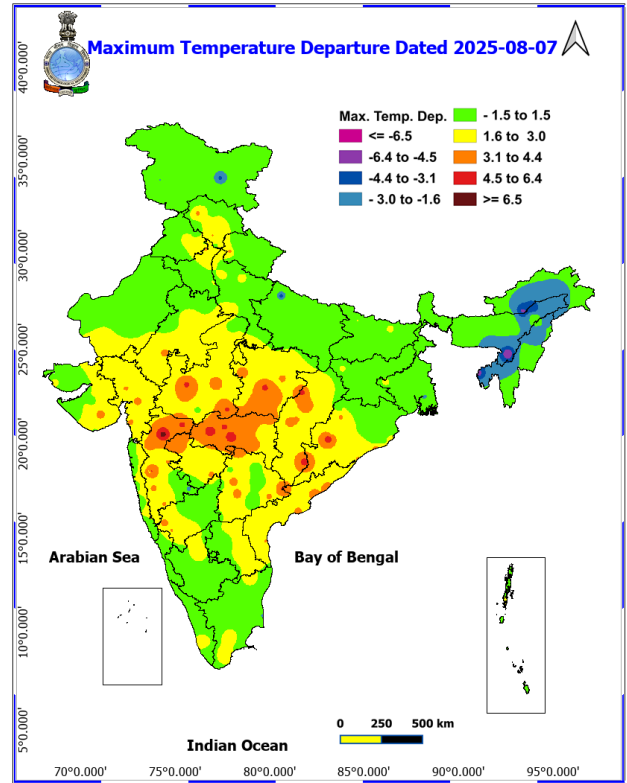 Maximum Temperature Departure Dated 2025-08-07
40°0.000'
35°0.000'
30°0.000'
25°0.000'
20°0.000'
15°0.000'
10°0.000'
5°0.000'
Max. Temp. Dep.
<= -6.5
-6.4 to -4.5
-4.4 to -3.1
- 3.0 to -1.6
- 1.5 to 1.5
1.6 to 3.0
3.1 to 4.4
4.5 to 6.4
>= 6.5
Arabian Sea
Bay of Bengal
Indian Ocean
0 250 500 km
70°0.000' 75°0.000' 80°0.000' 85°0.000' 90°0.000' 95°0.000'